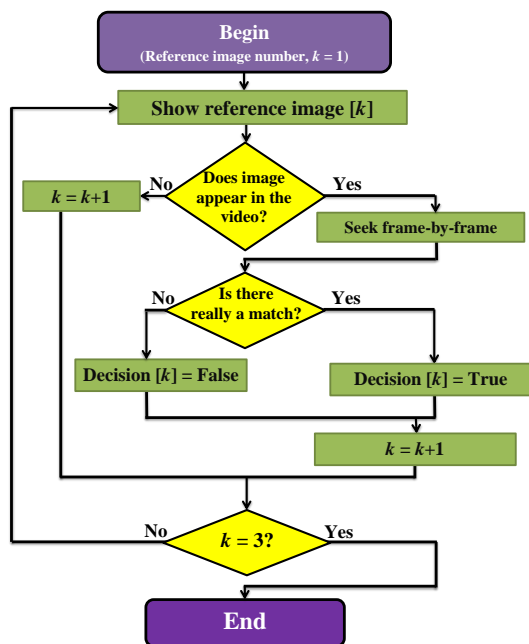 Begin
(Reference image number, k = 1)
Show reference image [k]
No
Does image
appear in the
video?
Yes
k = k+1
Seek frame-by-frame
No
Is there
really a match?
Yes
Decision [k] = False
Decision [k] = True
k = k+1
No
k = 3?
Yes
End